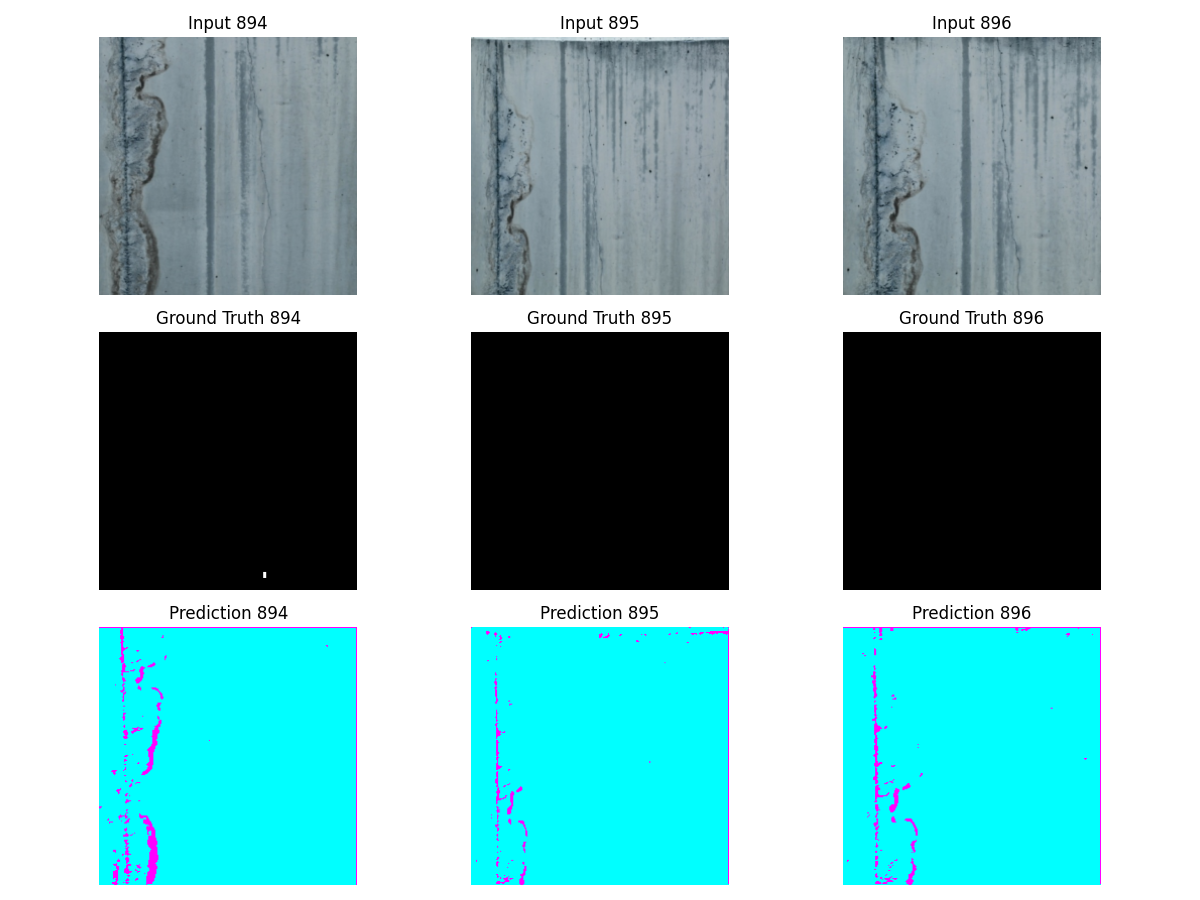 Input 894
Input 895
Input 896
Ground Truth 894
Ground Truth 895
Ground Truth 896
Prediction 894
Prediction 895
Prediction 896